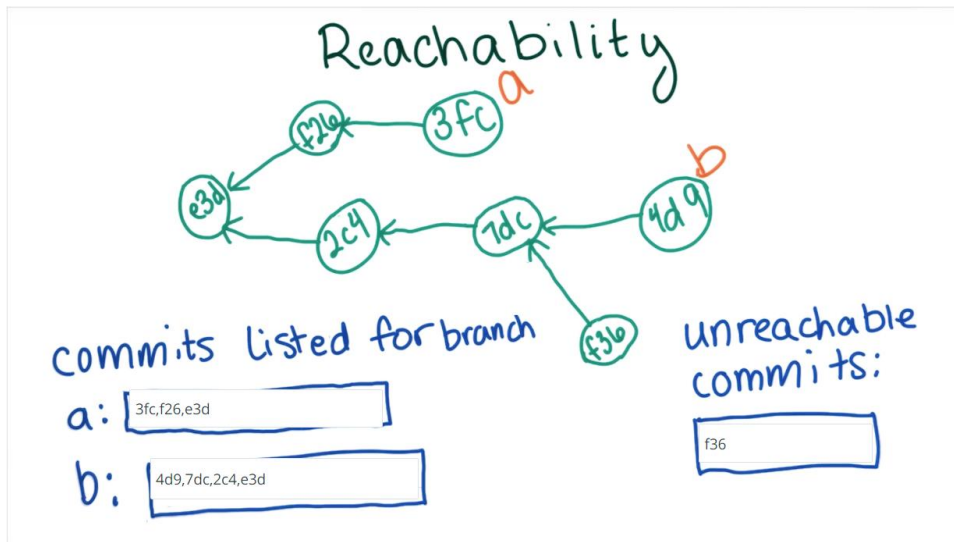 Reachability
a
f26
3fc
b
e3d
2c4
7dc
4d9
f36
commits listed for branch
a: 3fc,f26,e3d
b: 4d9,7dc,2c4,e3d
unreachable
commits:
f36